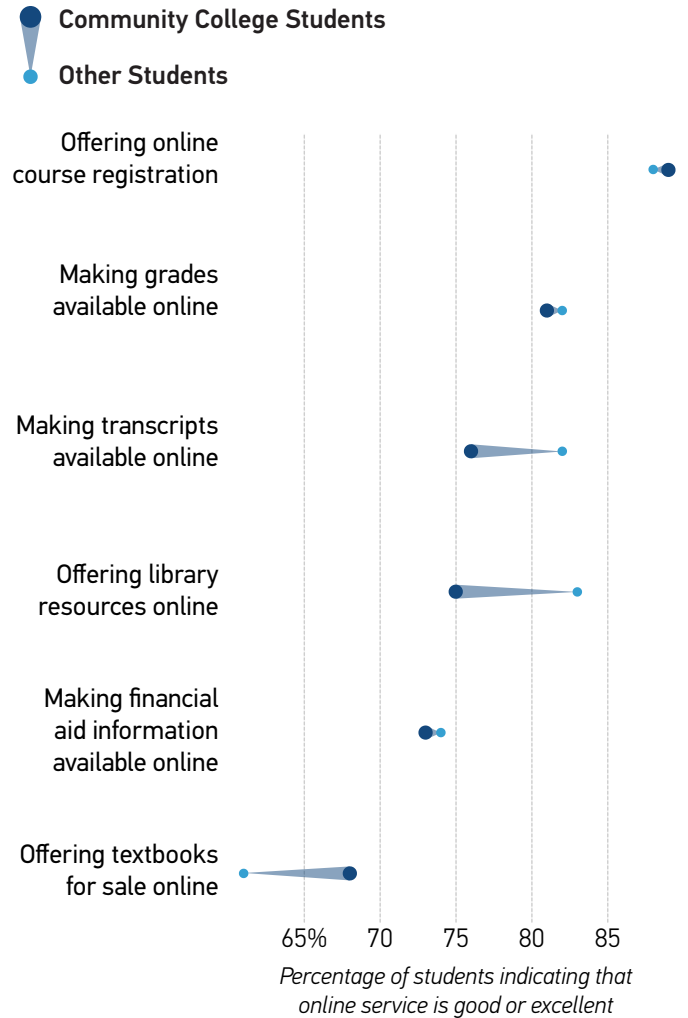 Community College Students
Other Students
Offering online
course registration
Making grades
available online
Making transcripts
available online
Offering library
resources online
Making financial
aid information
available online
Offering textbooks
for sale online
65% 70 75 80 85
Percentage of students indicating that
online service is good or excellent